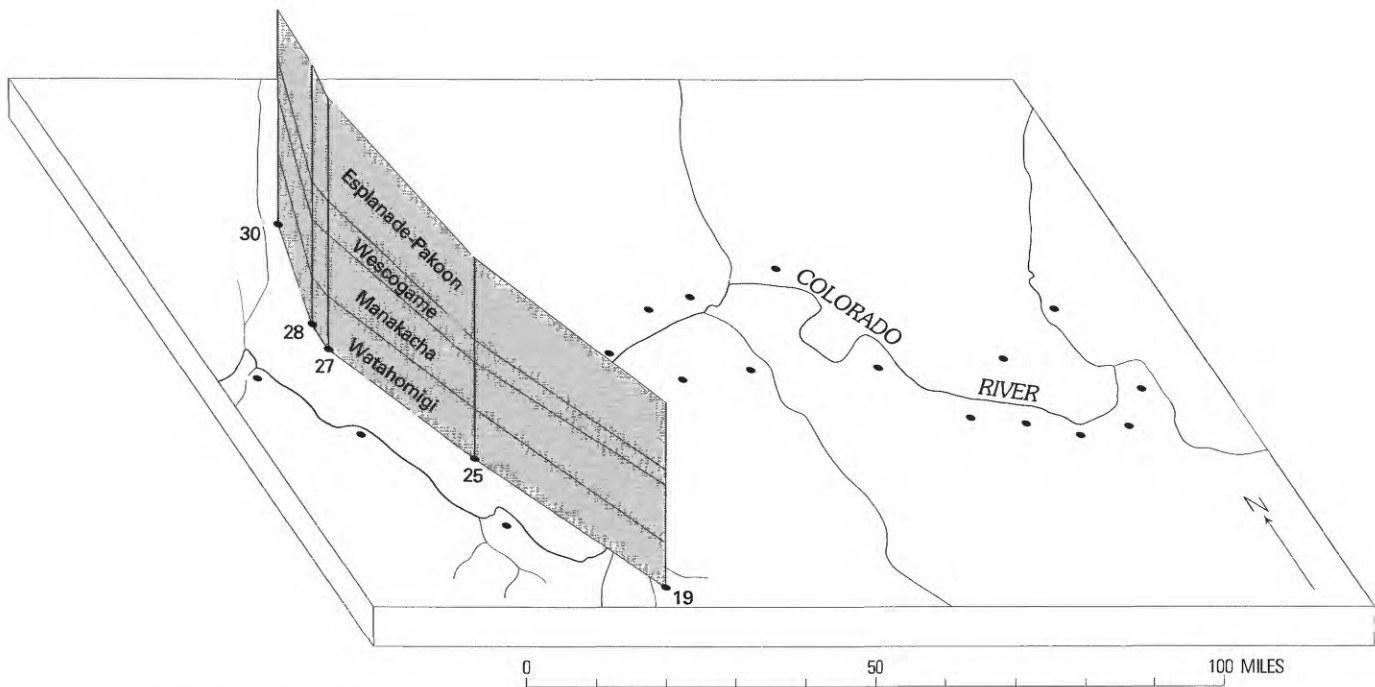 Esplanade-Pakoon
Wescogame
Manakacha
Watahomigi
30
28
27
25
19
COLORADO
RIVER
N
0 50 100 MILES